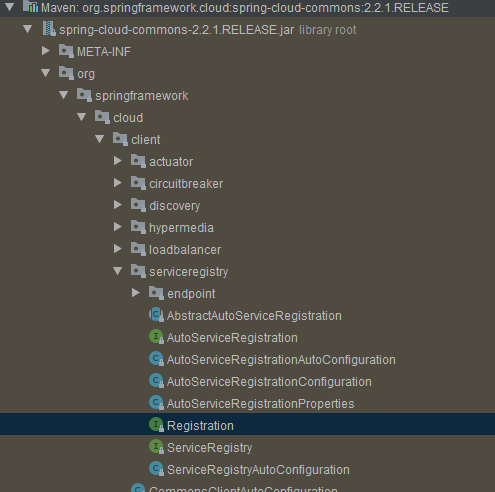 Maven: org.springframework.cloud:spring-cloud-commons:2.2.1.RELEASE
spring-cloud-commons-2.2.1.RELEASE.jar library root
META-INF
org
springframework
cloud
client
actuator
circuitbreaker
discovery
hypermedia
loadbalancer
serviceregistry
endpoint
AbstractAutoServiceRegistration
AutoServiceRegistration
AutoServiceRegistrationAutoConfiguration
AutoServiceRegistrationConfiguration
AutoServiceRegistrationProperties
Registration
ServiceRegistry
ServiceRegistryAutoConfiguration
CommonsClientAutoConfiguration